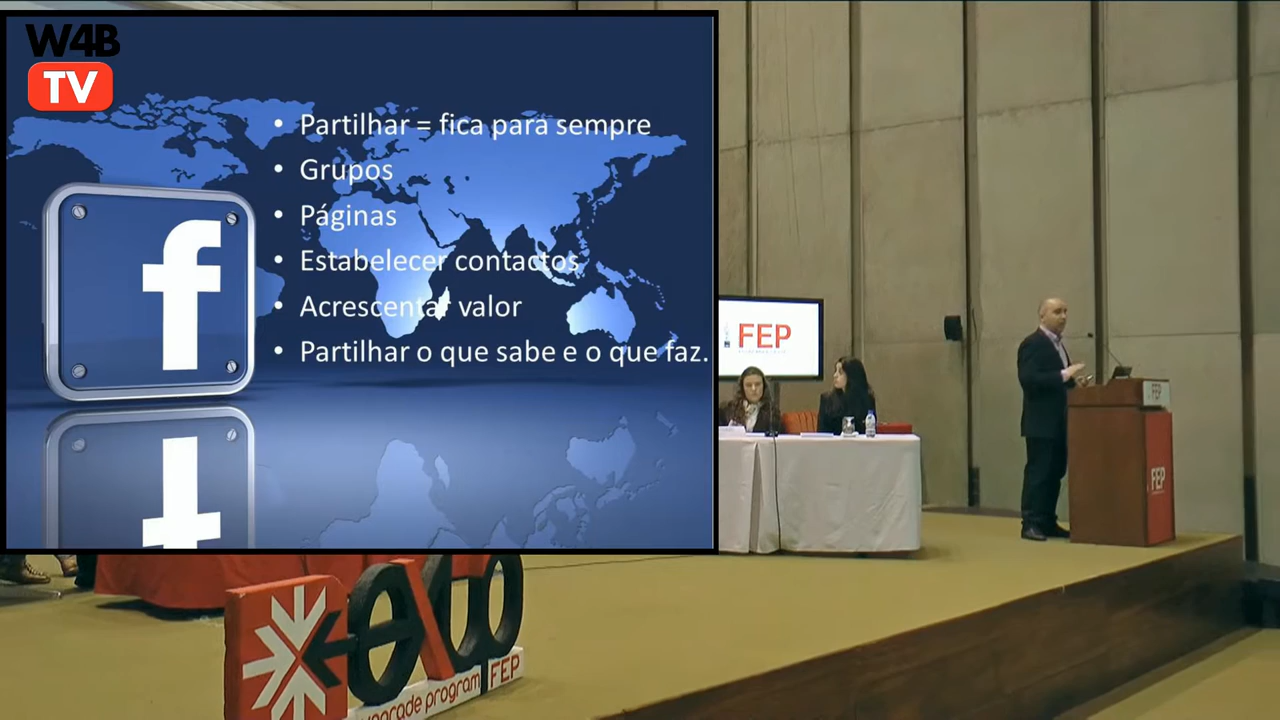 W4B
TV
• Partilhar = fica para sempre
• Grupos
• Páginas
• Estabelecer contactos
• Acrescentar valor
• Partilhar o que sabe e o que faz.
f
FEP
FEP
FEP
upgrade program FEP